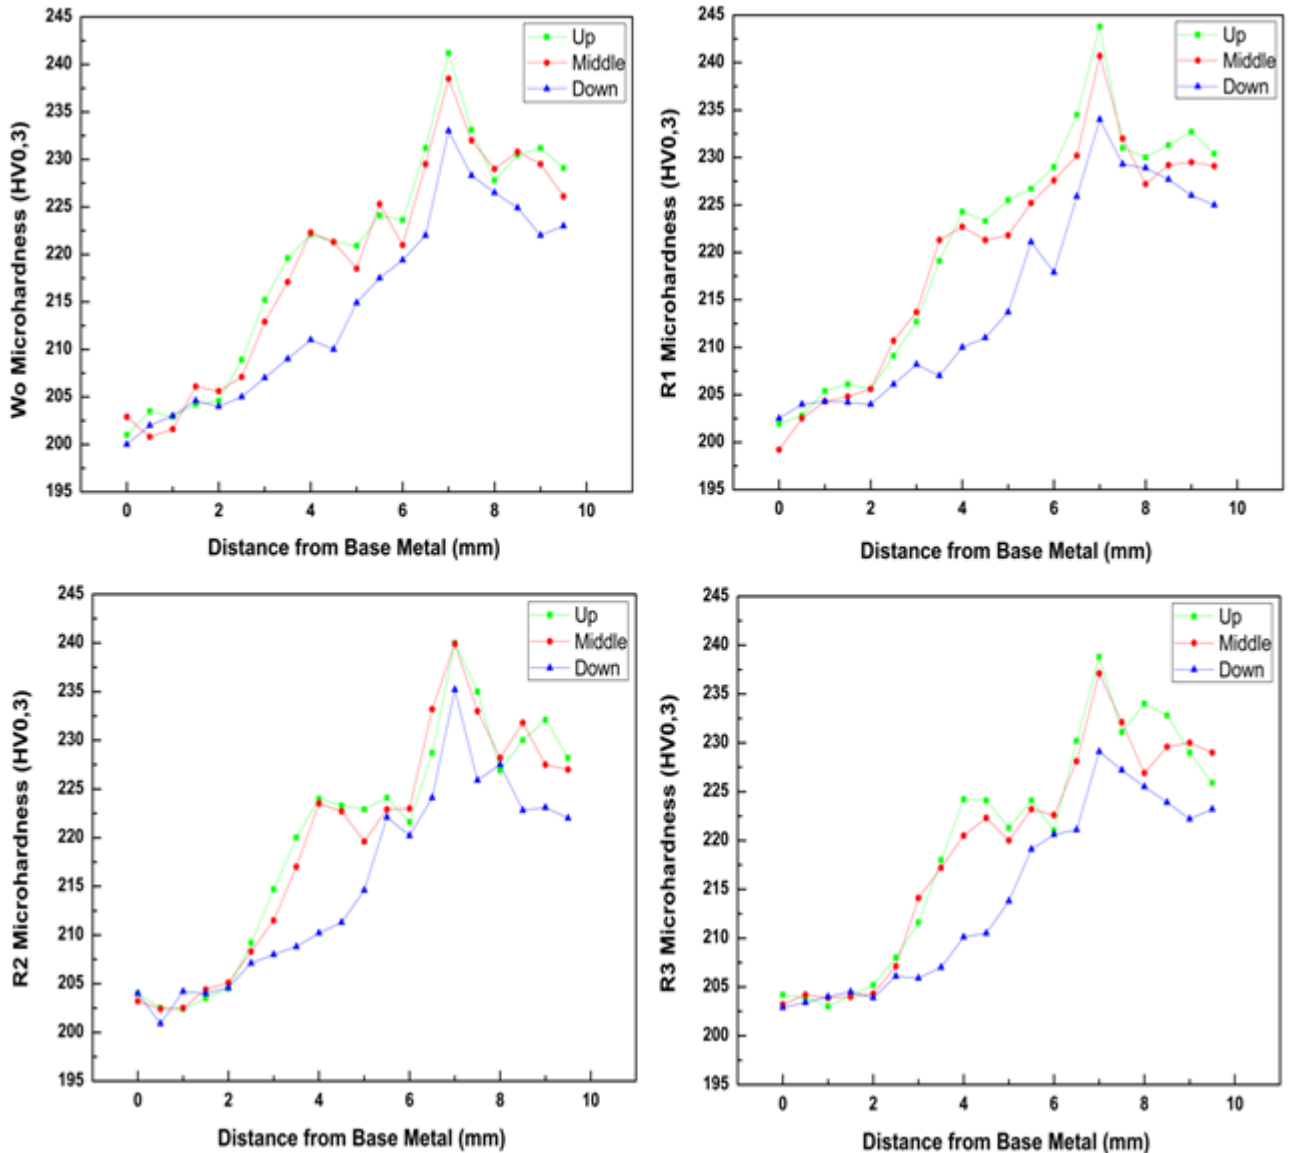 Wo Microhardness (HV0,3)
245
240
235
230
225
220
215
210
205
200
195
Up
Middle
Down
0 2 4 6 8 10
Distance from Base Metal (mm)
R1 Microhardness (HV0,3)
245
240
235
230
225
220
215
210
205
200
195
Up
Middle
Down
0 2 4 6 8 10
Distance from Base Metal (mm)
R2 Microhardness (HV0,3)
245
240
235
230
225
220
215
210
205
200
195
Up
Middle
Down
0 2 4 6 8 10
Distance from Base Metal (mm)
R3 Microhardness (HV0,3)
245
240
235
230
225
220
215
210
205
200
195
Up
Middle
Down
0 2 4 6 8 10
Distance from Base Metal (mm)